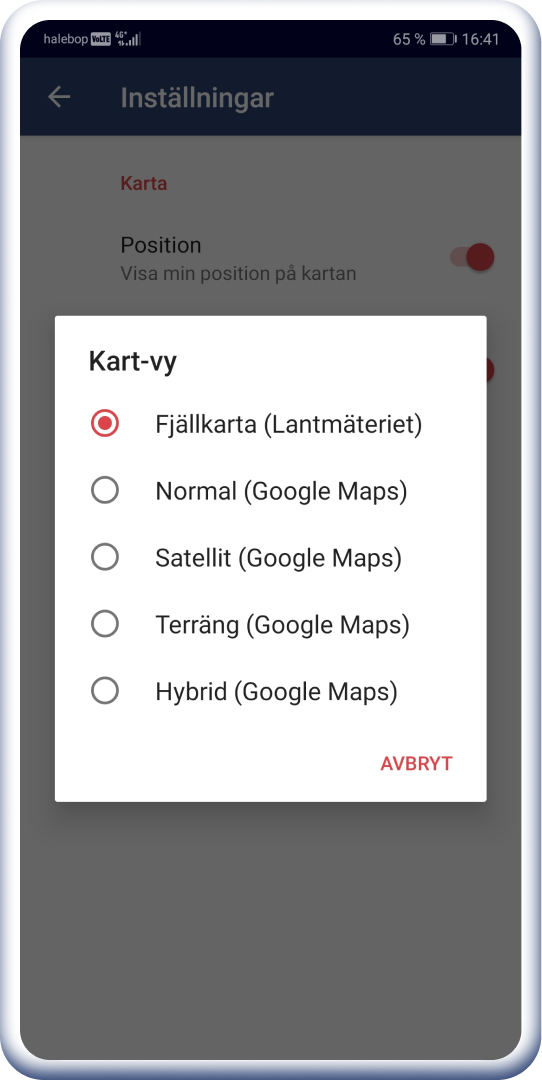 halebop VoLTE 4G+ 65 % 16:41
Inställningar
Karta
Position
Visa min position på kartan
Kart-vy
Fjällkarta (Lantmäteriet)
Normal (Google Maps)
Satellit (Google Maps)
Terräng (Google Maps)
Hybrid (Google Maps)
AVBRYT